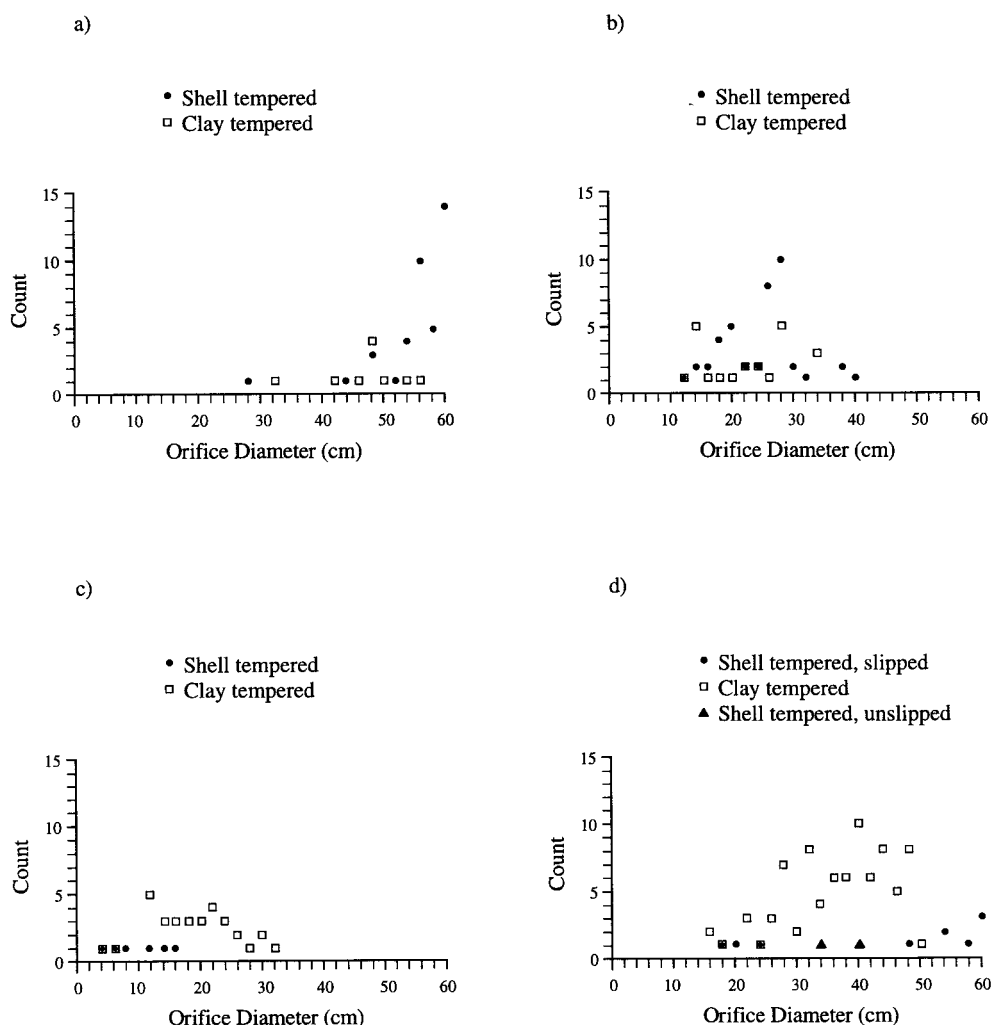 a)
• Shell tempered
□ Clay tempered
15
10
5
0
Count
0 10 20 30 40 50 60
Orifice Diameter (cm)
b)
• Shell tempered
□ Clay tempered
15
10
5
0
Count
0 10 20 30 40 50 60
Orifice Diameter (cm)
c)
• Shell tempered
□ Clay tempered
15
10
5
0
Count
0 10 20 30 40 50 60
Orifice Diameter (cm)
d)
• Shell tempered, slipped
□ Clay tempered
▲ Shell tempered, unslipped
15
10
5
0
Count
0 10 20 30 40 50 60
Orifice Diameter (cm)